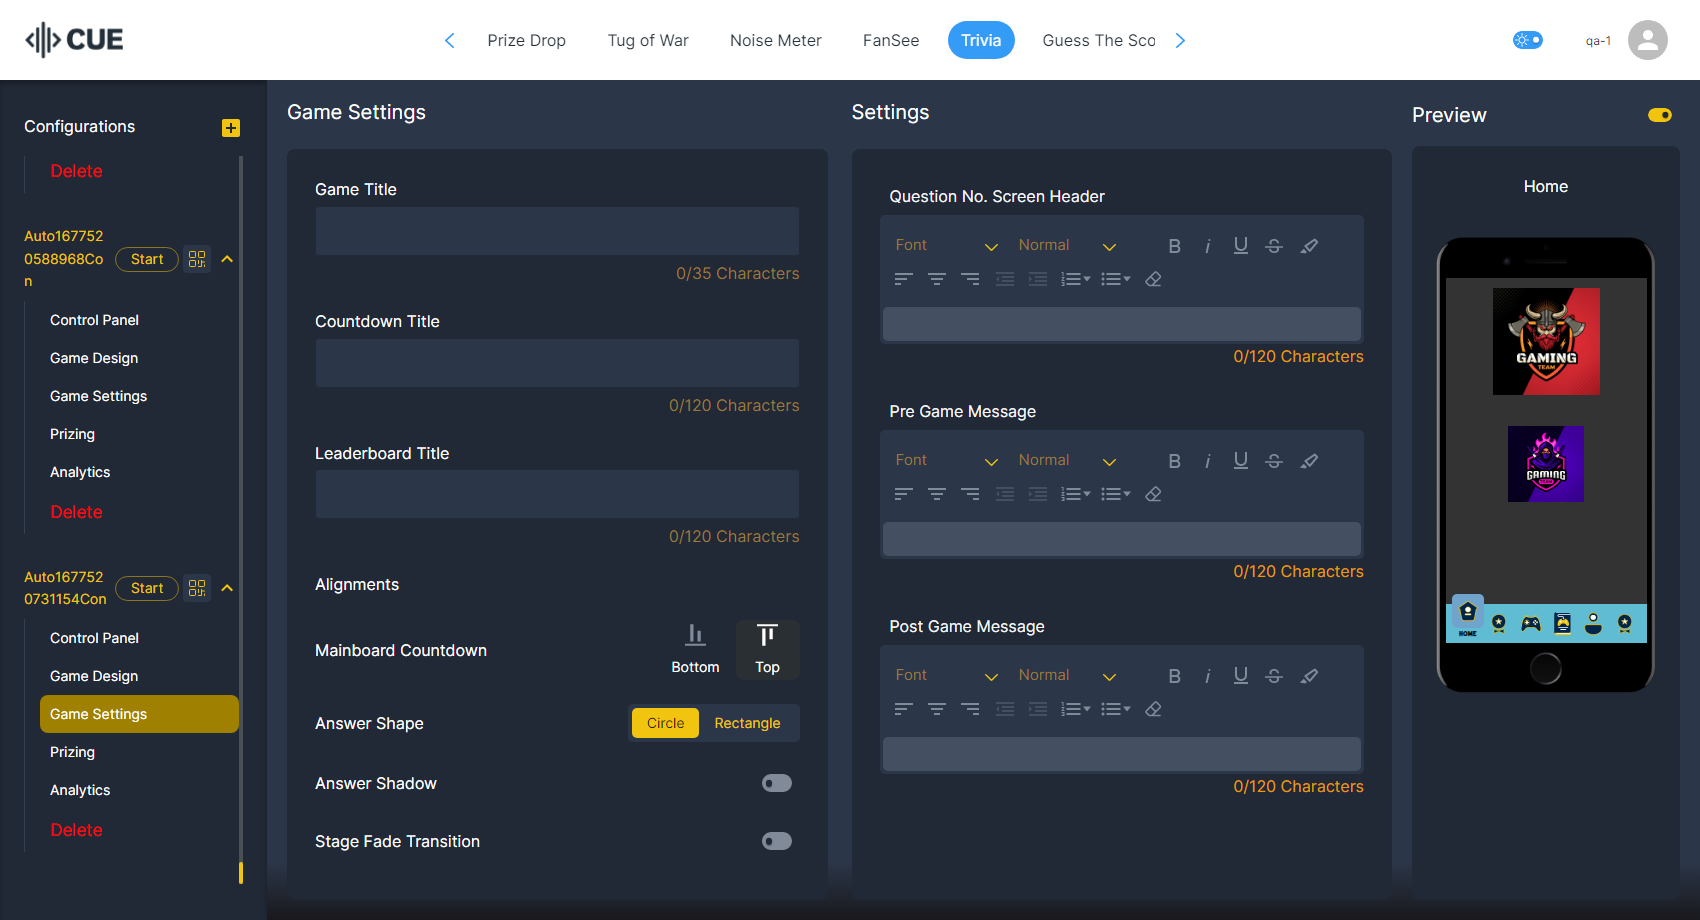 CUE
Prize Drop
Tug of War
Noise Meter
FanSee
Trivia
Guess The Sco
qa-1
Configurations
Delete
Auto167752
0588968Co
n
Start
Control Panel
Game Design
Game Settings
Prizing
Analytics
Delete
Auto167752
0731154Con
Start
Control Panel
Game Design
Game Settings
Prizing
Analytics
Delete
Game Settings
Game Title
0/35 Characters
Countdown Title
0/120 Characters
Leaderboard Title
0/120 Characters
Alignments
Mainboard Countdown
Bottom
Top
Answer Shape
Circle
Rectangle
Answer Shadow
Stage Fade Transition
Settings
Question No. Screen Header
Font
Normal
B i U S
0/120 Characters
Pre Game Message
Font
Normal
B i U S
0/120 Characters
Post Game Message
Font
Normal
B i U S
0/120 Characters
Preview
Home
GAMING
TEAM
GAMING
TEAM
HOME